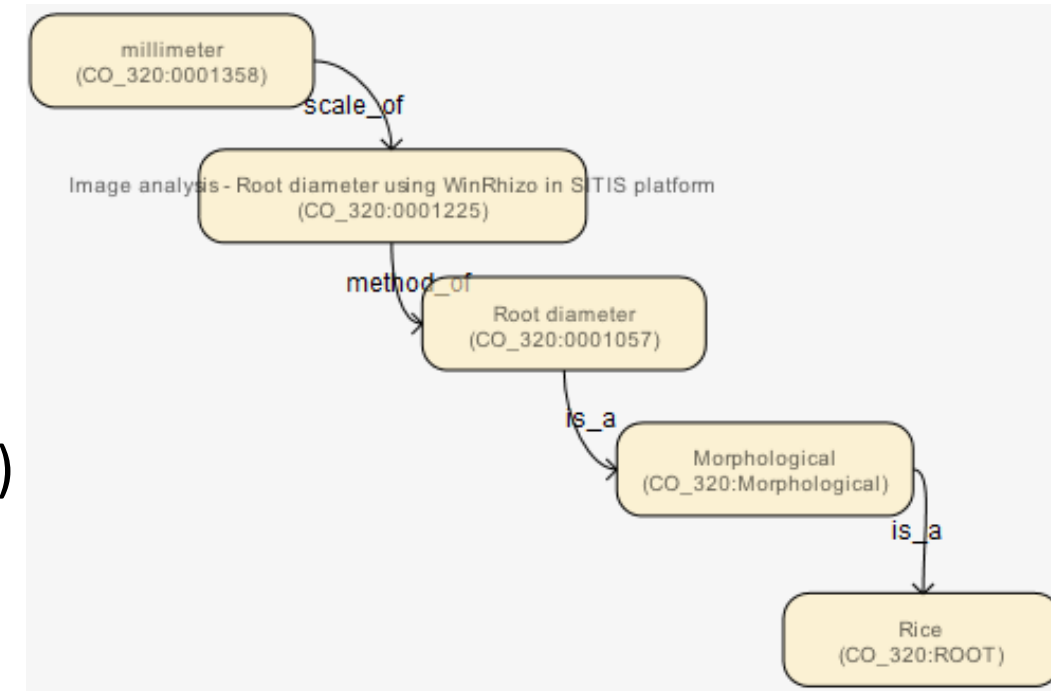 millimeter
(CO_320:0001358)
scale_of
Image analysis - Root diameter using WinRhizo in SITIS platform
(CO_320:0001225)
method_of
Root diameter
(CO_320:0001057)
is_a
)
Morphological
(CO_320:Morphological)
is_a
Rice
(CO_320:ROOT)